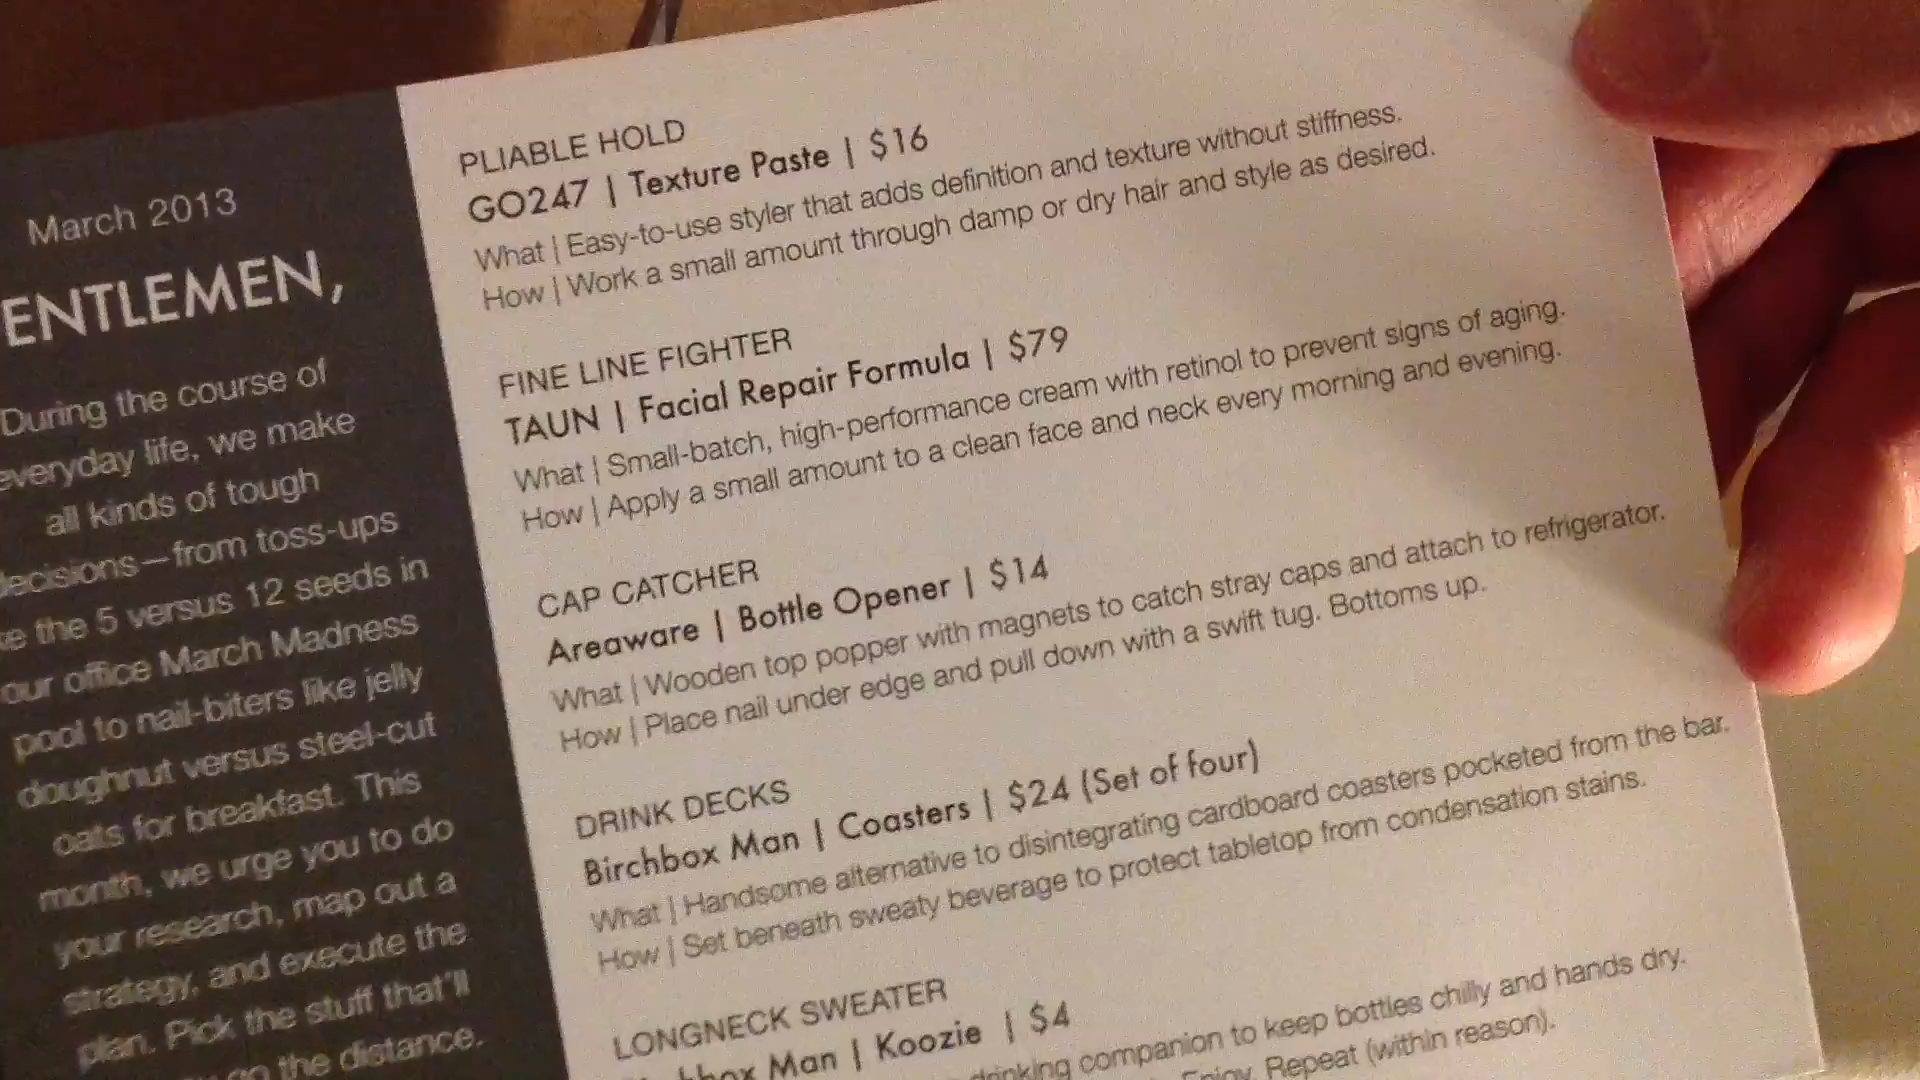 March 2013
ENTLEMEN,
During the course of
everyday life, we make
all kinds of tough
decisions—from toss-ups
the 5 versus 12 seeds in
our office March Madness
pool to nail-biters like jelly
doughnut versus steel-cut
oats for breakfast. This
month, we urge you to do
your research, map out a
strategy, and execute the
plan. Pick the stuff that'll
go the distance.
PLIABLE HOLD
GO247 | Texture Paste | $16
What | Easy-to-use styler that adds definition and texture without stiffness.
How | Work a small amount through damp or dry hair and style as desired.
FINE LINE FIGHTER
TAUN | Facial Repair Formula | $79
What | Small-batch, high-performance cream with retinol to prevent signs of aging.
How | Apply a small amount to a clean face and neck every morning and evening.
CAP CATCHER
Areaware | Bottle Opener | $14
What | Wooden top popper with magnets to catch stray caps and attach to refrigerator.
How | Place nail under edge and pull down with a swift tug. Bottoms up.
DRINK DECKS
Birchbox Man | Coasters | $24 (Set of four)
What | Handsome alternative to disintegrating cardboard coasters pocketed from the bar.
How | Set beneath sweaty beverage to protect tabletop from condensation stains.
LONGNECK SWEATER
Man | Koozie | $4
drinking companion to keep bottles chilly and hands dry.
Enjoy. Repeat (within reason).